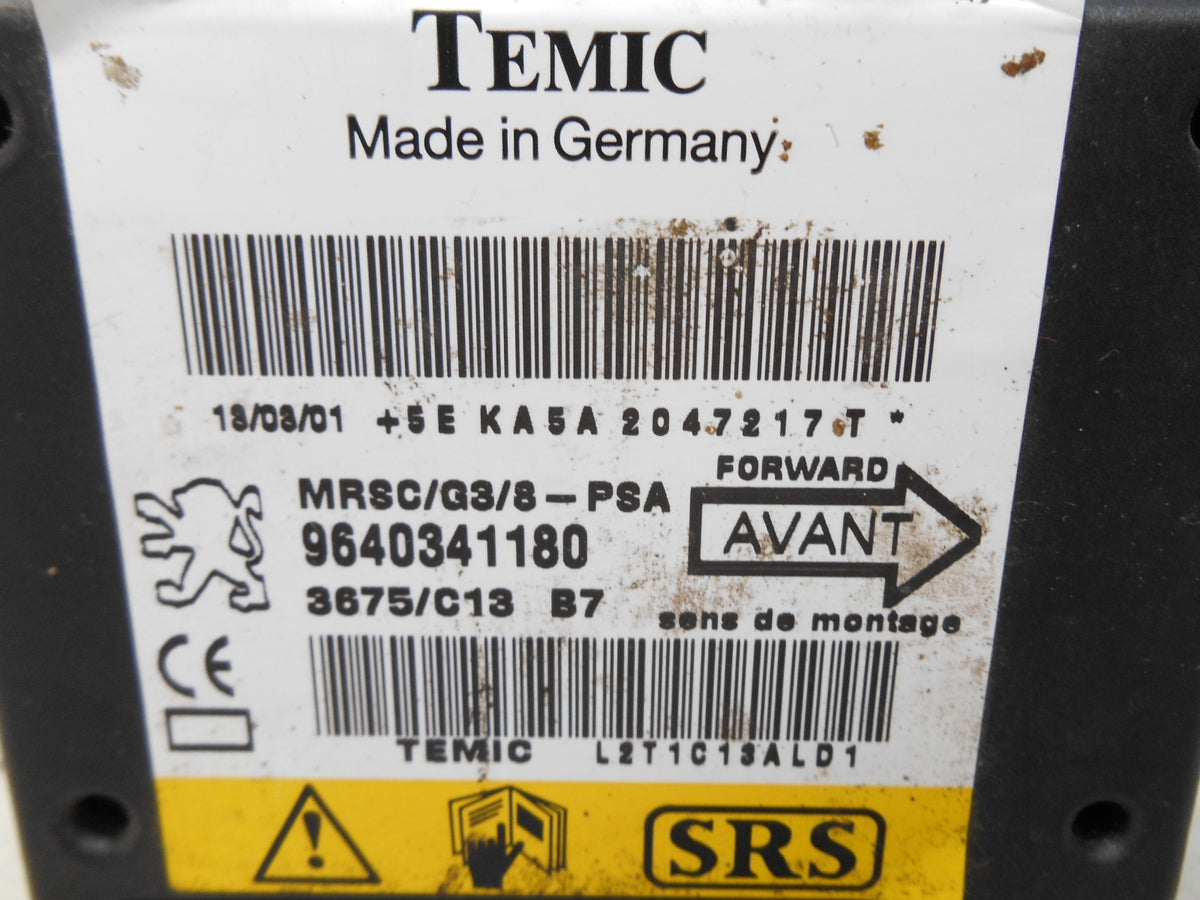 TEMIC
Made in Germany
13/03/01 +5E KA5A 2047217 T *
FORWARD
MRSC/G3/8-PSA
AVANT
9640341180
3675/C13 B7
sens de montage
CE
TEMIC L2T1C13ALD1
SRS